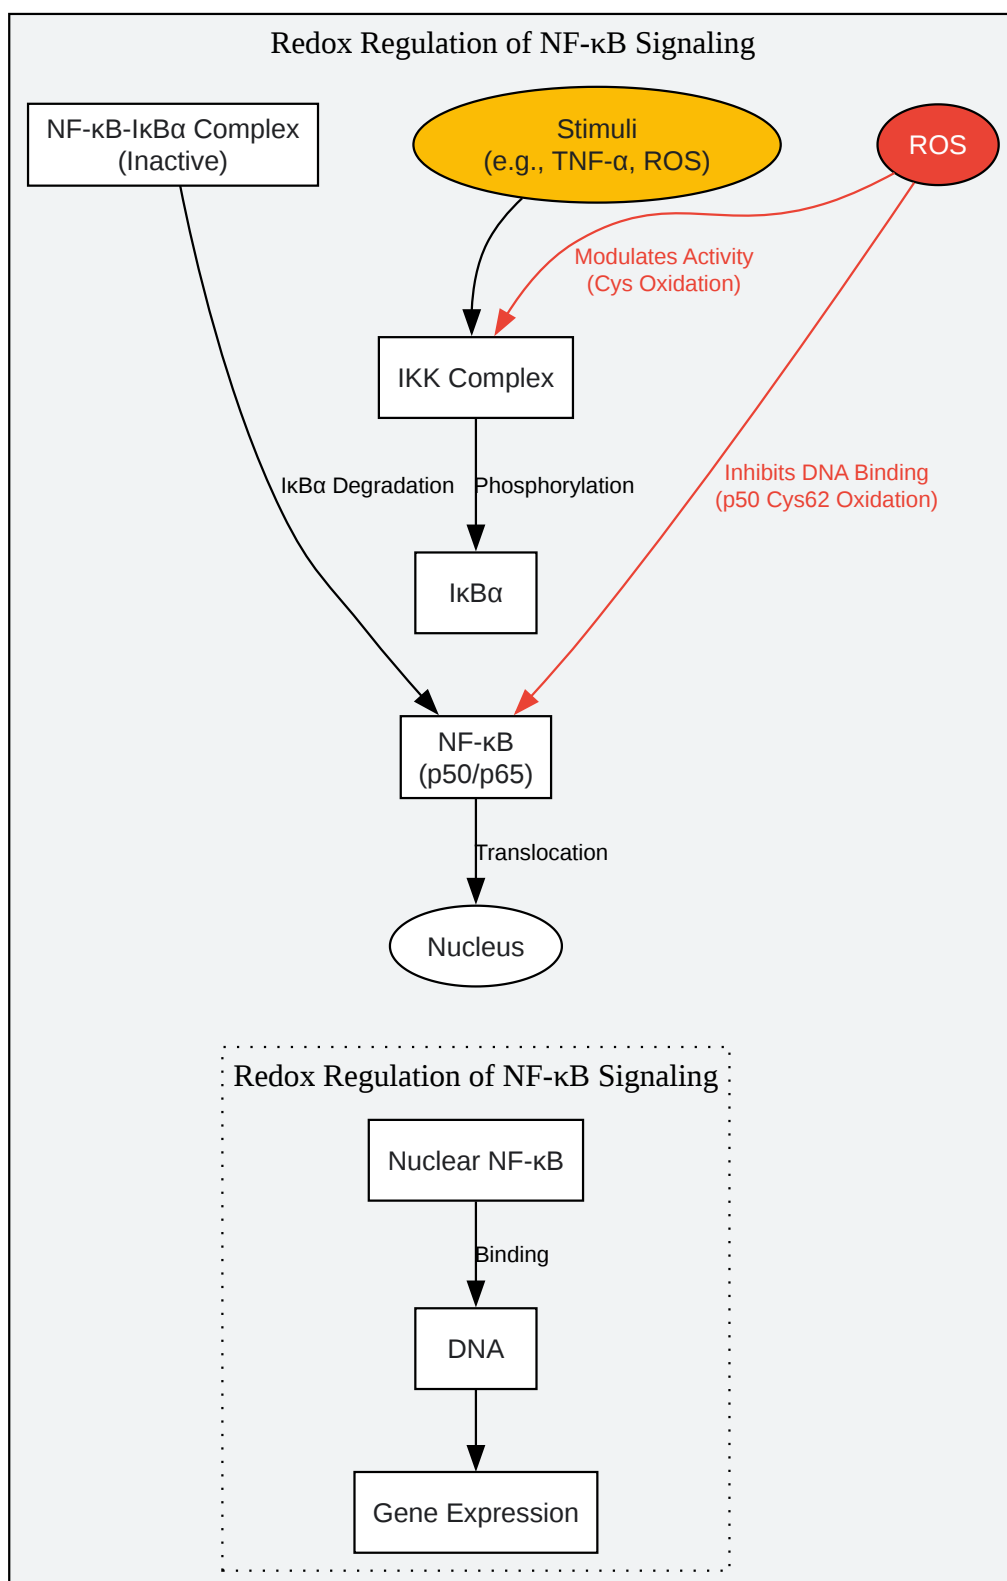 Redox Regulation of NF-κB Signaling
NF-κB-IκBα Complex
(Inactive)
Stimuli
(e.g., TNF-α, ROS)
ROS
Modulates Activity
(Cys Oxidation)
IKK Complex
IκBα Degradation
Phosphorylation
Inhibits DNA Binding
(p50 Cys62 Oxidation)
IκBα
NF-κB
(p50/p65)
Translocation
Nucleus
Redox Regulation of NF-κB Signaling
Nuclear NF-κB
Binding
DNA
Gene Expression